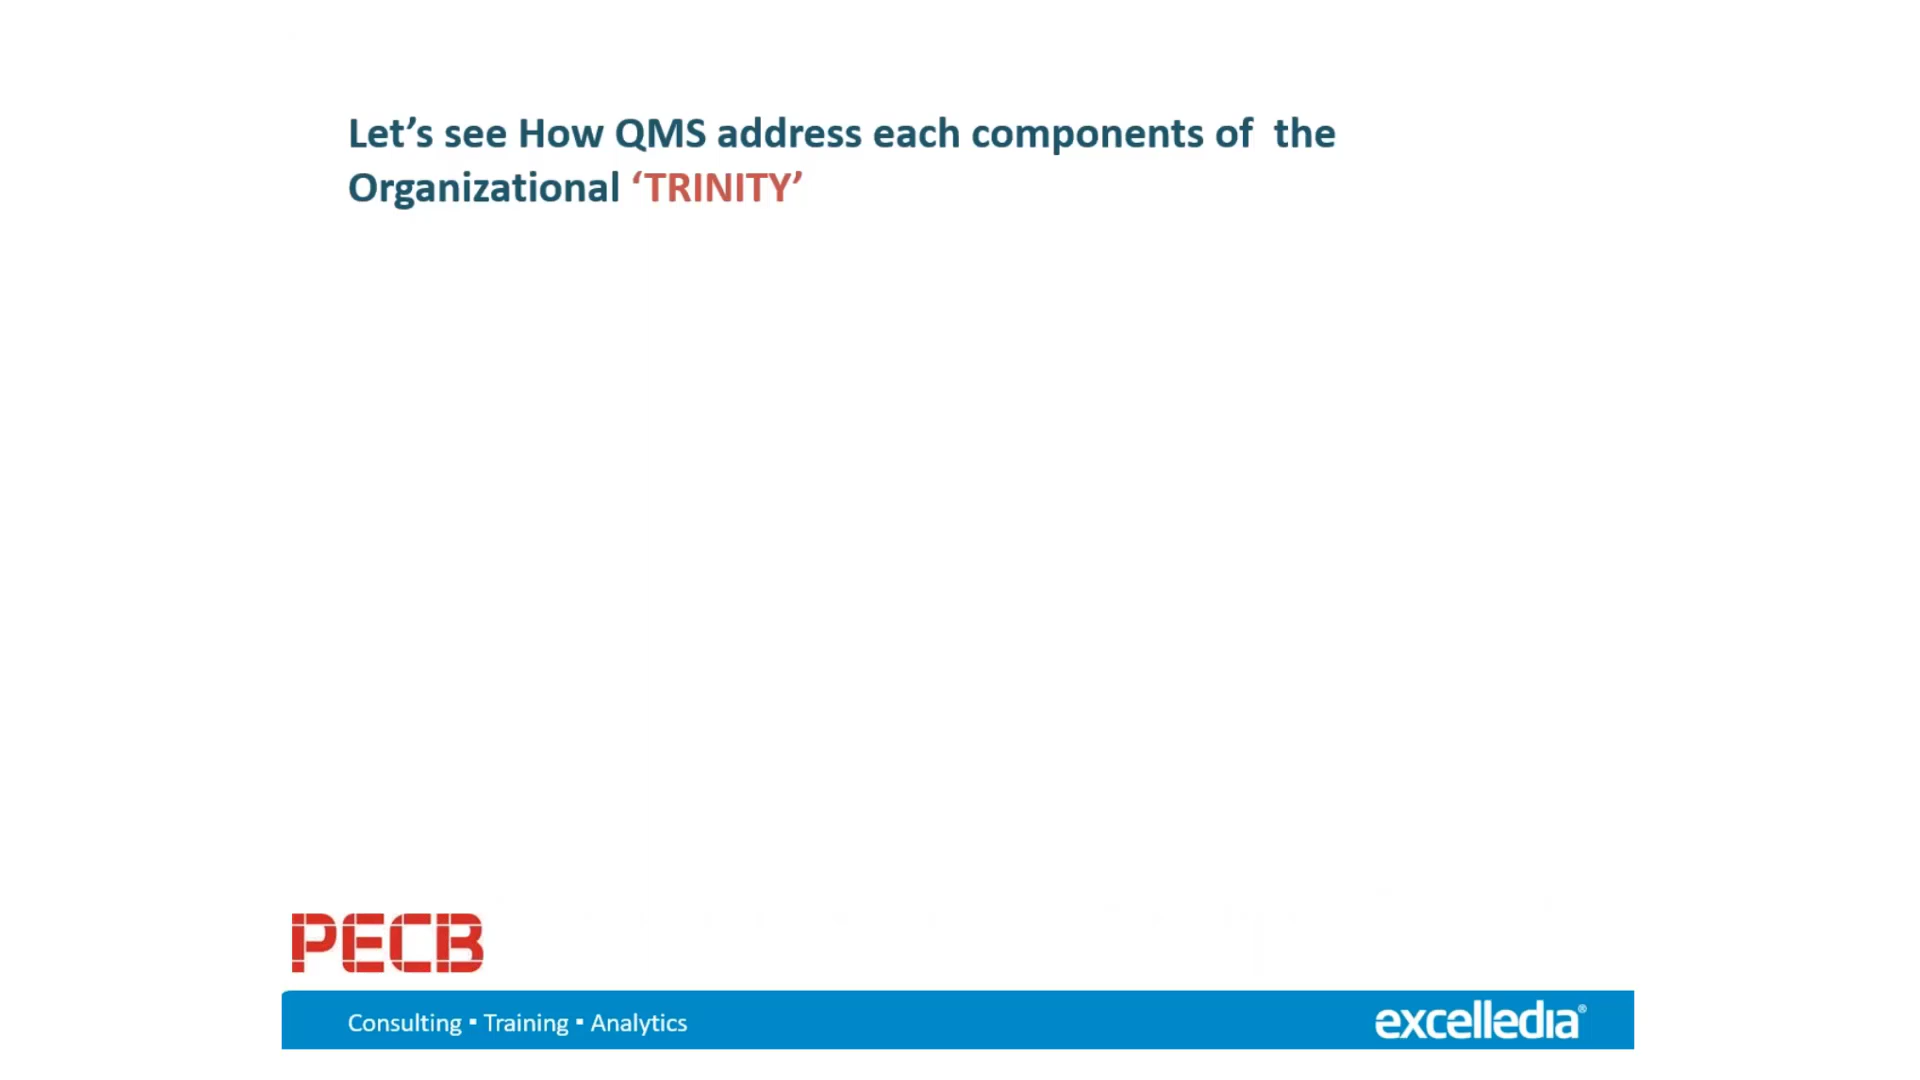 Let’s see How QMS address each components of  the
Organizational ‘TRINITY’
PECB
Consulting ▪ Training ▪ Analytics
excelledia®